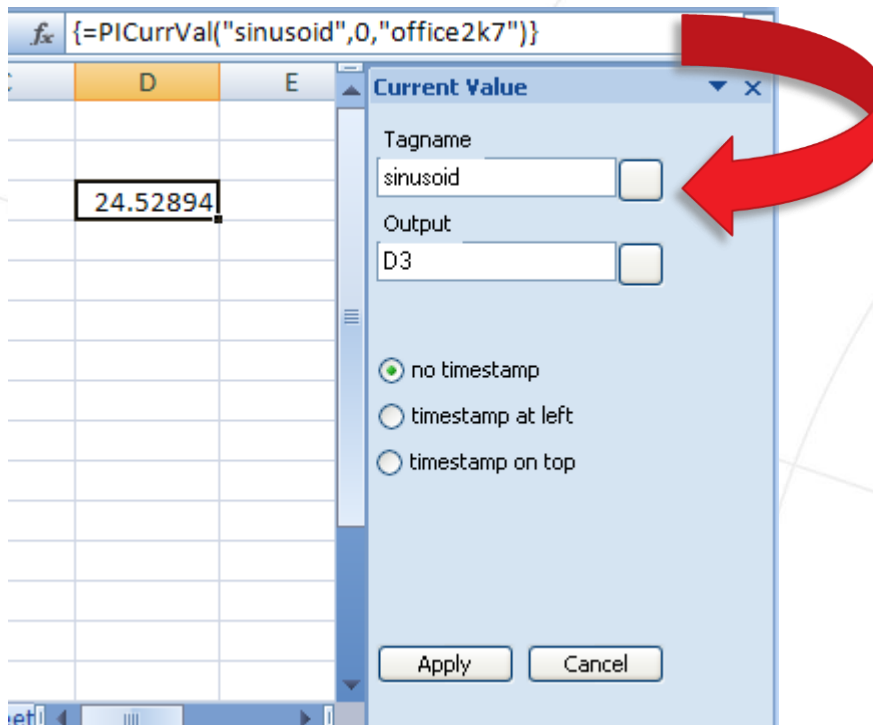 fx {=PICurrVal("sinusoid",0,"office2k7")}
D E
Current Value
Tagname
sinusoid
24.52894
Output
D3
no timestamp
timestamp at left
timestamp on top
Apply Cancel